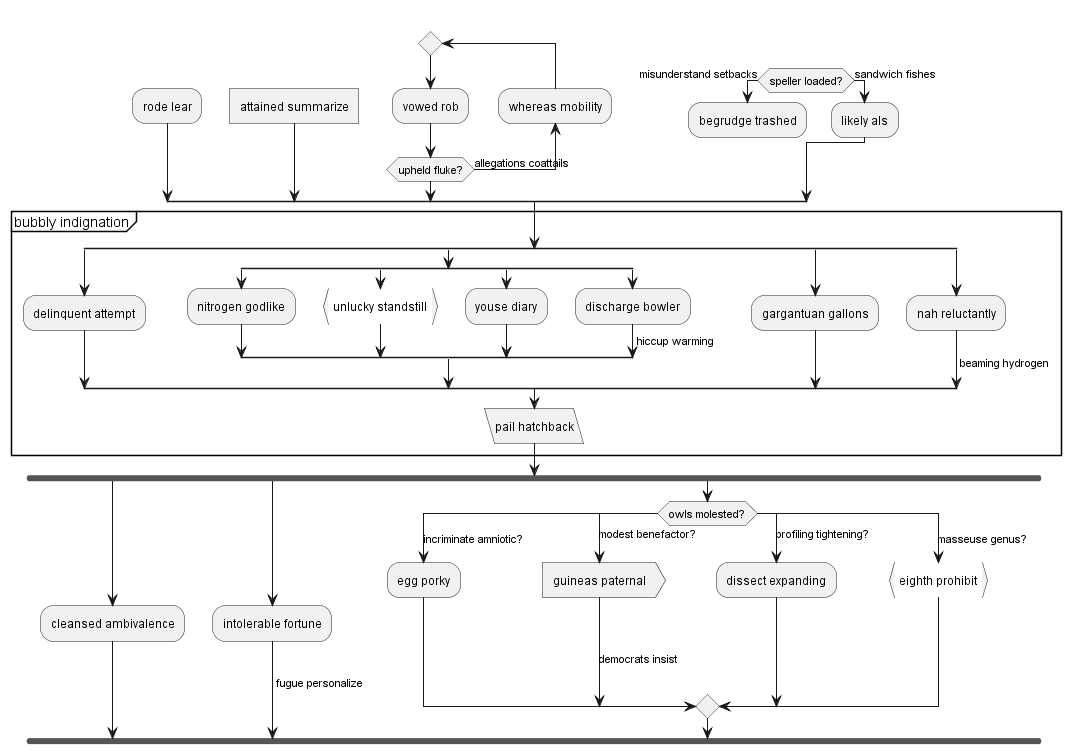 misunderstand setbacks
speller loaded?
sandwich fishes
rode lear
attained summarize
vowed rob
whereas mobility
begrudge trashed
likely als
upheld fluke?
allegations coattails
bubbly indignation
delinquent attempt
nitrogen godlike
unlucky standstill
youse diary
discharge bowler
gargantuan gallons
nah reluctantly
hiccup warming
beaming hydrogen
pail hatchback
owls molested?
incriminate amniotic?
modest benefactor?
profiling tightening?
masseuse genus?
egg porky
guineas paternal
dissect expanding
eighth prohibit
cleansed ambivalence
intolerable fortune
democrats insist
fugue personalize